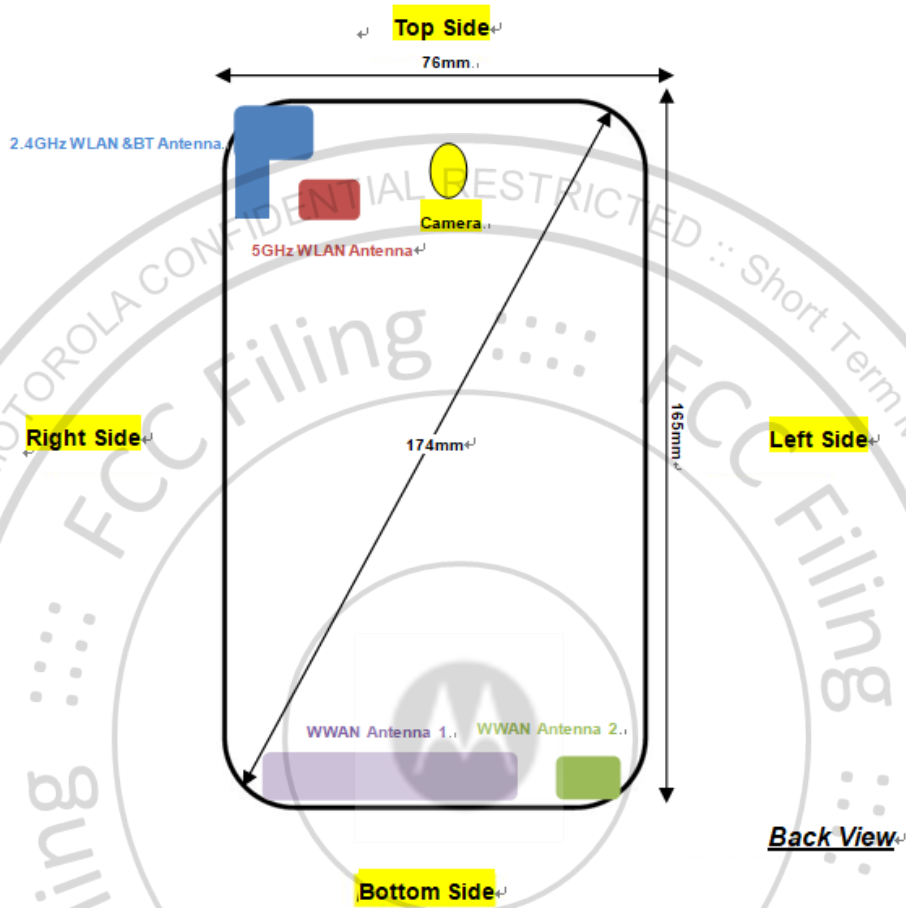 Top Side
76mm
2.4GHz WLAN &BT Antenna
Camera
5GHz WLAN Antenna
MOTOROLA CONFIDENTIAL RESTRICTED :: Short Term
FCC Filing :::: FCC Filing ::::
Right Side
174mm
165mm
Left Side
WWAN Antenna 1
WWAN Antenna 2
Back View
Bottom Side